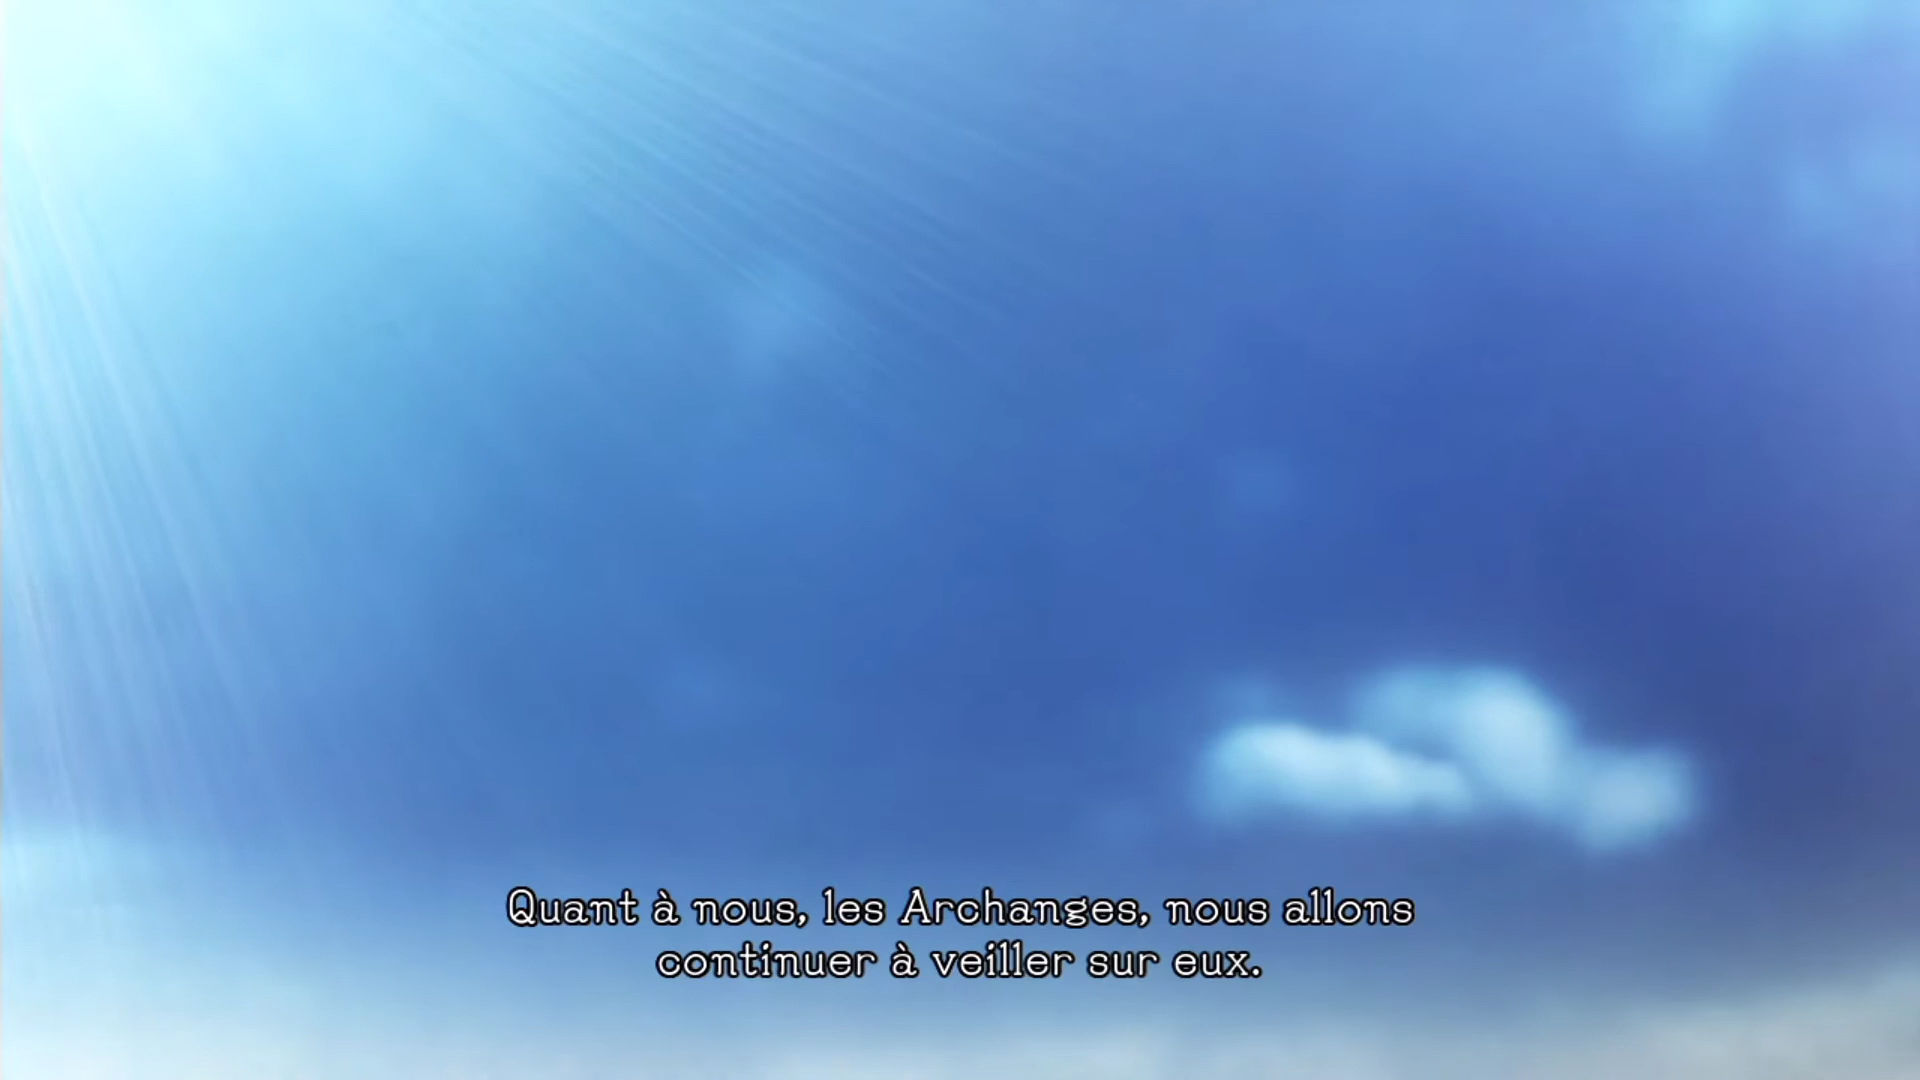 Quant à nous, les Archanges, nous allons
continuer à veiller sur eux.